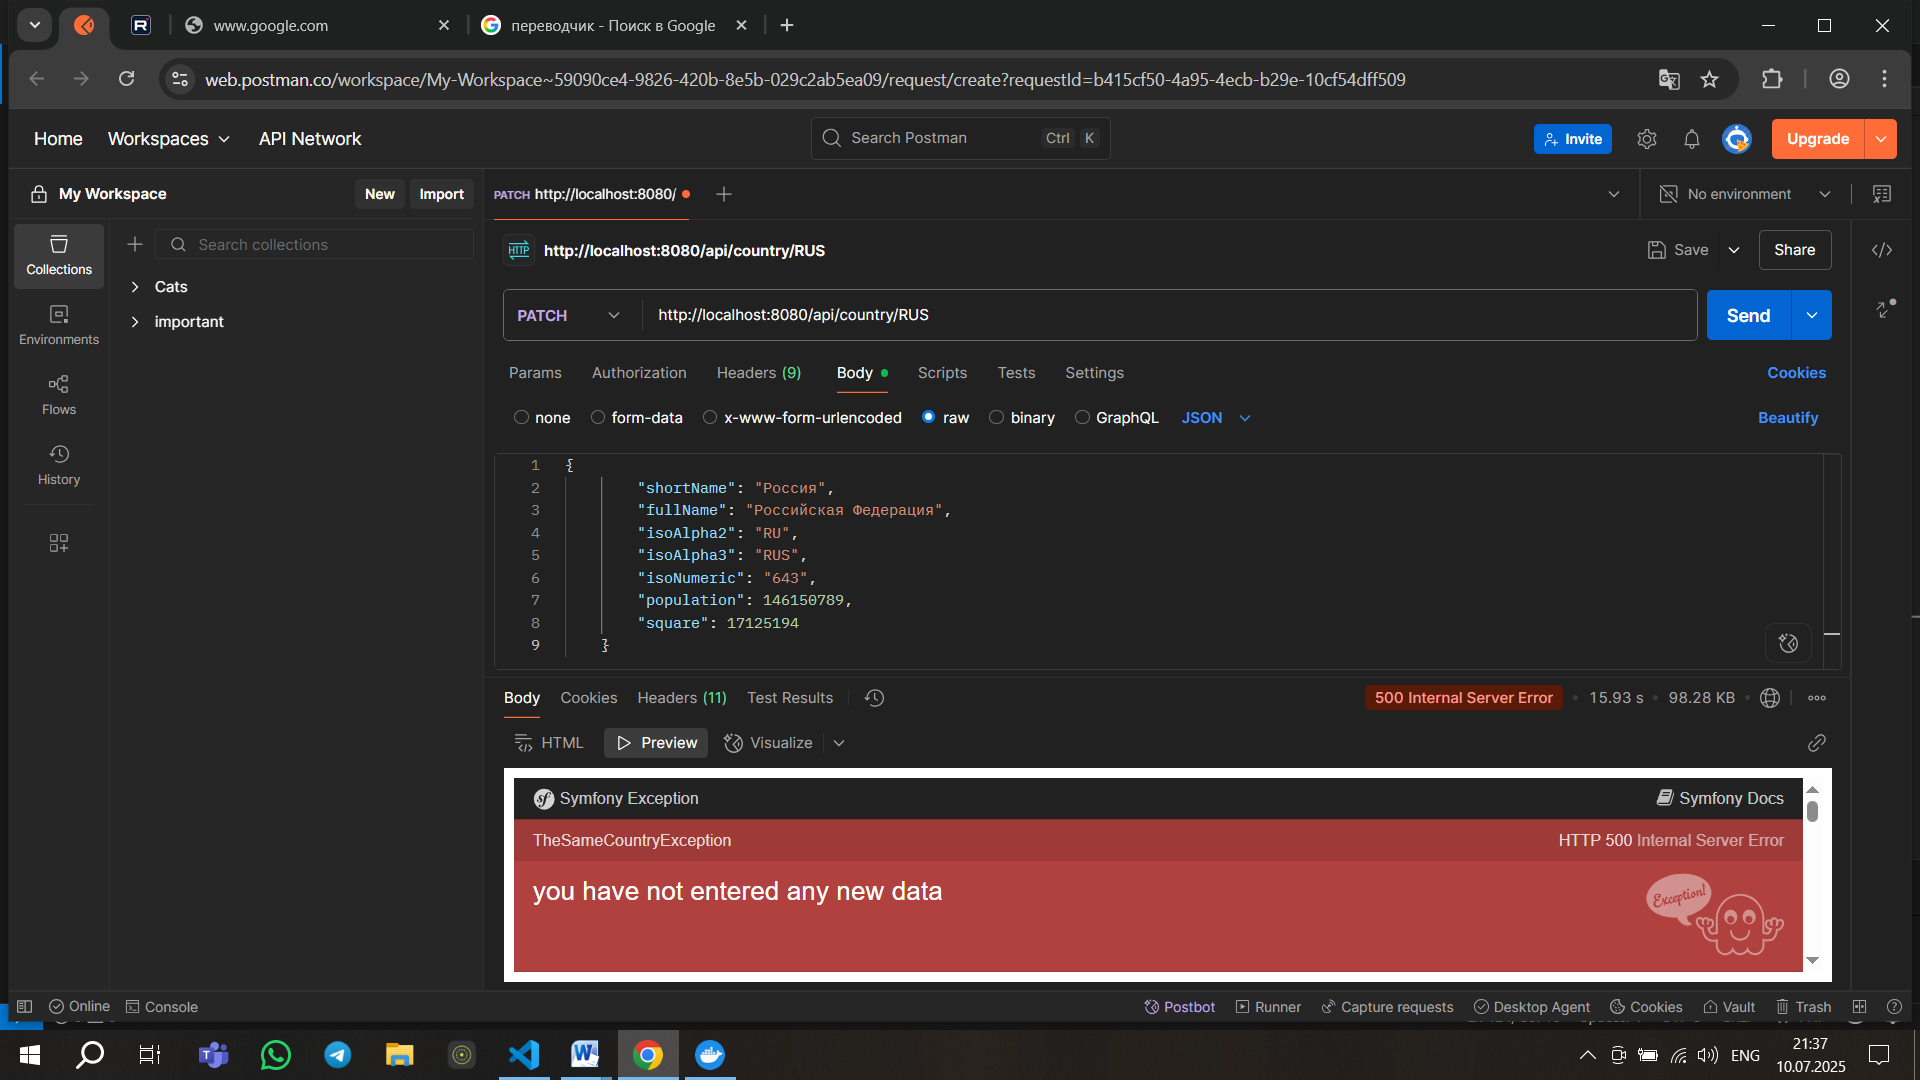 www.google.com
переводчик - Поиск в Google
web.postman.co/workspace/My-Workspace~59090ce4-9826-420b-8e5b-029c2ab5ea09/request/create?requestId=b415cf50-4a95-4ecb-b29e-10cf54dff509
Home Workspaces API Network
Search Postman Ctrl K
Invite Upgrade
My Workspace New Import
PATCH http://localhost:8080/
No environment
Search collections
Collections
Environments
Flows
History
Cats
important
HTTP http://localhost:8080/api/country/RUS
Save Share
PATCH http://localhost:8080/api/country/RUS
Send
Params Authorization Headers (9) Body Scripts Tests Settings Cookies
none form-data x-www-form-urlencoded raw binary GraphQL JSON Beautify
1 {
2 "shortName": "Россия",
3 "fullName": "Российская Федерация",
4 "isoAlpha2": "RU",
5 "isoAlpha3": "RUS",
6 "isoNumeric": "643",
7 "population": 146150789,
8 "square": 17125194
9 }
Body Cookies Headers (11) Test Results
500 Internal Server Error 15.93 s 98.28 KB
HTML Preview Visualize
Symfony Exception Symfony Docs
TheSameCountryException HTTP 500 Internal Server Error
you have not entered any new data
Exception!
Online Console
Postbot Runner Capture requests Desktop Agent Cookies Vault Trash
ENG
21:37
10.07.2025